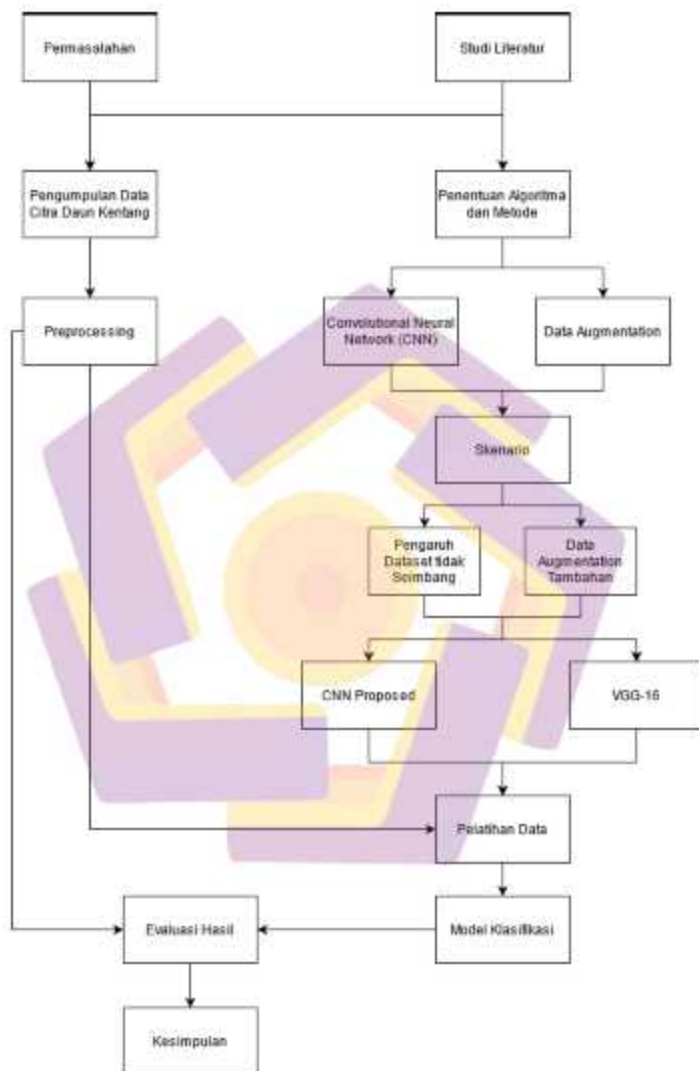 Permasalahan
Studi Literatur
Pengumpulan Data
Citra Daun Kentang
Penentuan Algoritma
dan Metode
Preprocessing
Convolutional Neural
Network (CNN)
Data Augmentation
Skenario
Pengaruh
Dataset tidak
Seimbang
Data
Augmentation
Tambahan
CNN Proposed
VGG-16
Pelatihan Data
Evaluasi Hasil
Model Klasifikasi
Kesimpulan